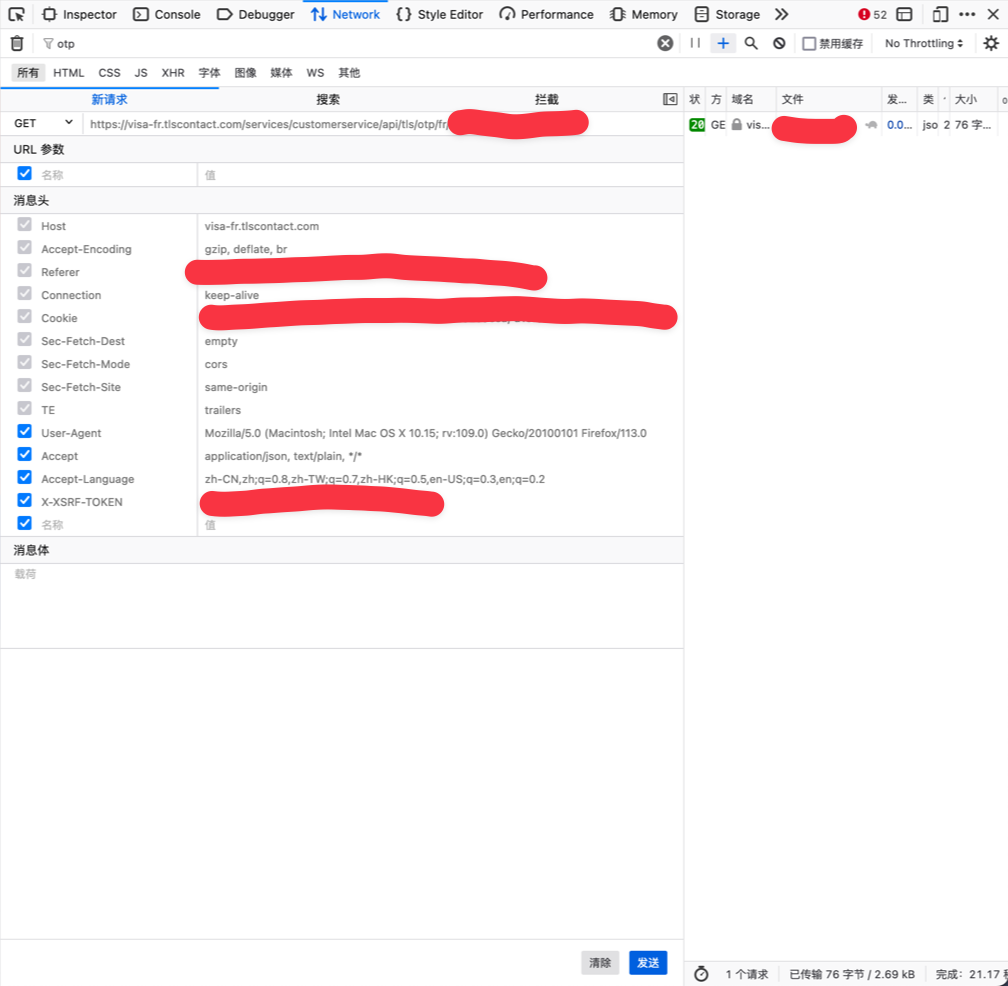 Inspector Console Debugger Network Style Editor Performance Memory Storage 52
otp 禁用缓存 No Throttling
所有 HTML CSS JS XHR 字体 图像 媒体 WS 其他
新请求 搜索 拦截 状 方 域名 文件 发... 类 大小
GET https://visa-fr.tlscontact.com/services/customerservice/api/tls/otp/fr/ 20 GE vis... 0.0... jso 2 76 字...
URL 参数
名称 值
消息头
Host visa-fr.tlscontact.com
Accept-Encoding gzip, deflate, br
Referer
Connection keep-alive
Cookie
Sec-Fetch-Dest empty
Sec-Fetch-Mode cors
Sec-Fetch-Site same-origin
TE trailers
User-Agent Mozilla/5.0 (Macintosh; Intel Mac OS X 10.15; rv:109.0) Gecko/20100101 Firefox/113.0
Accept application/json, text/plain, */*
Accept-Language zh-CN,zh;q=0.8,zh-TW;q=0.7,zh-HK;q=0.5,en-US;q=0.3,en;q=0.2
X-XSRF-TOKEN
名称 值
消息体
载荷
清除 发送
1 个请求 已传输 76 字节 / 2.69 kB 完成：21.17